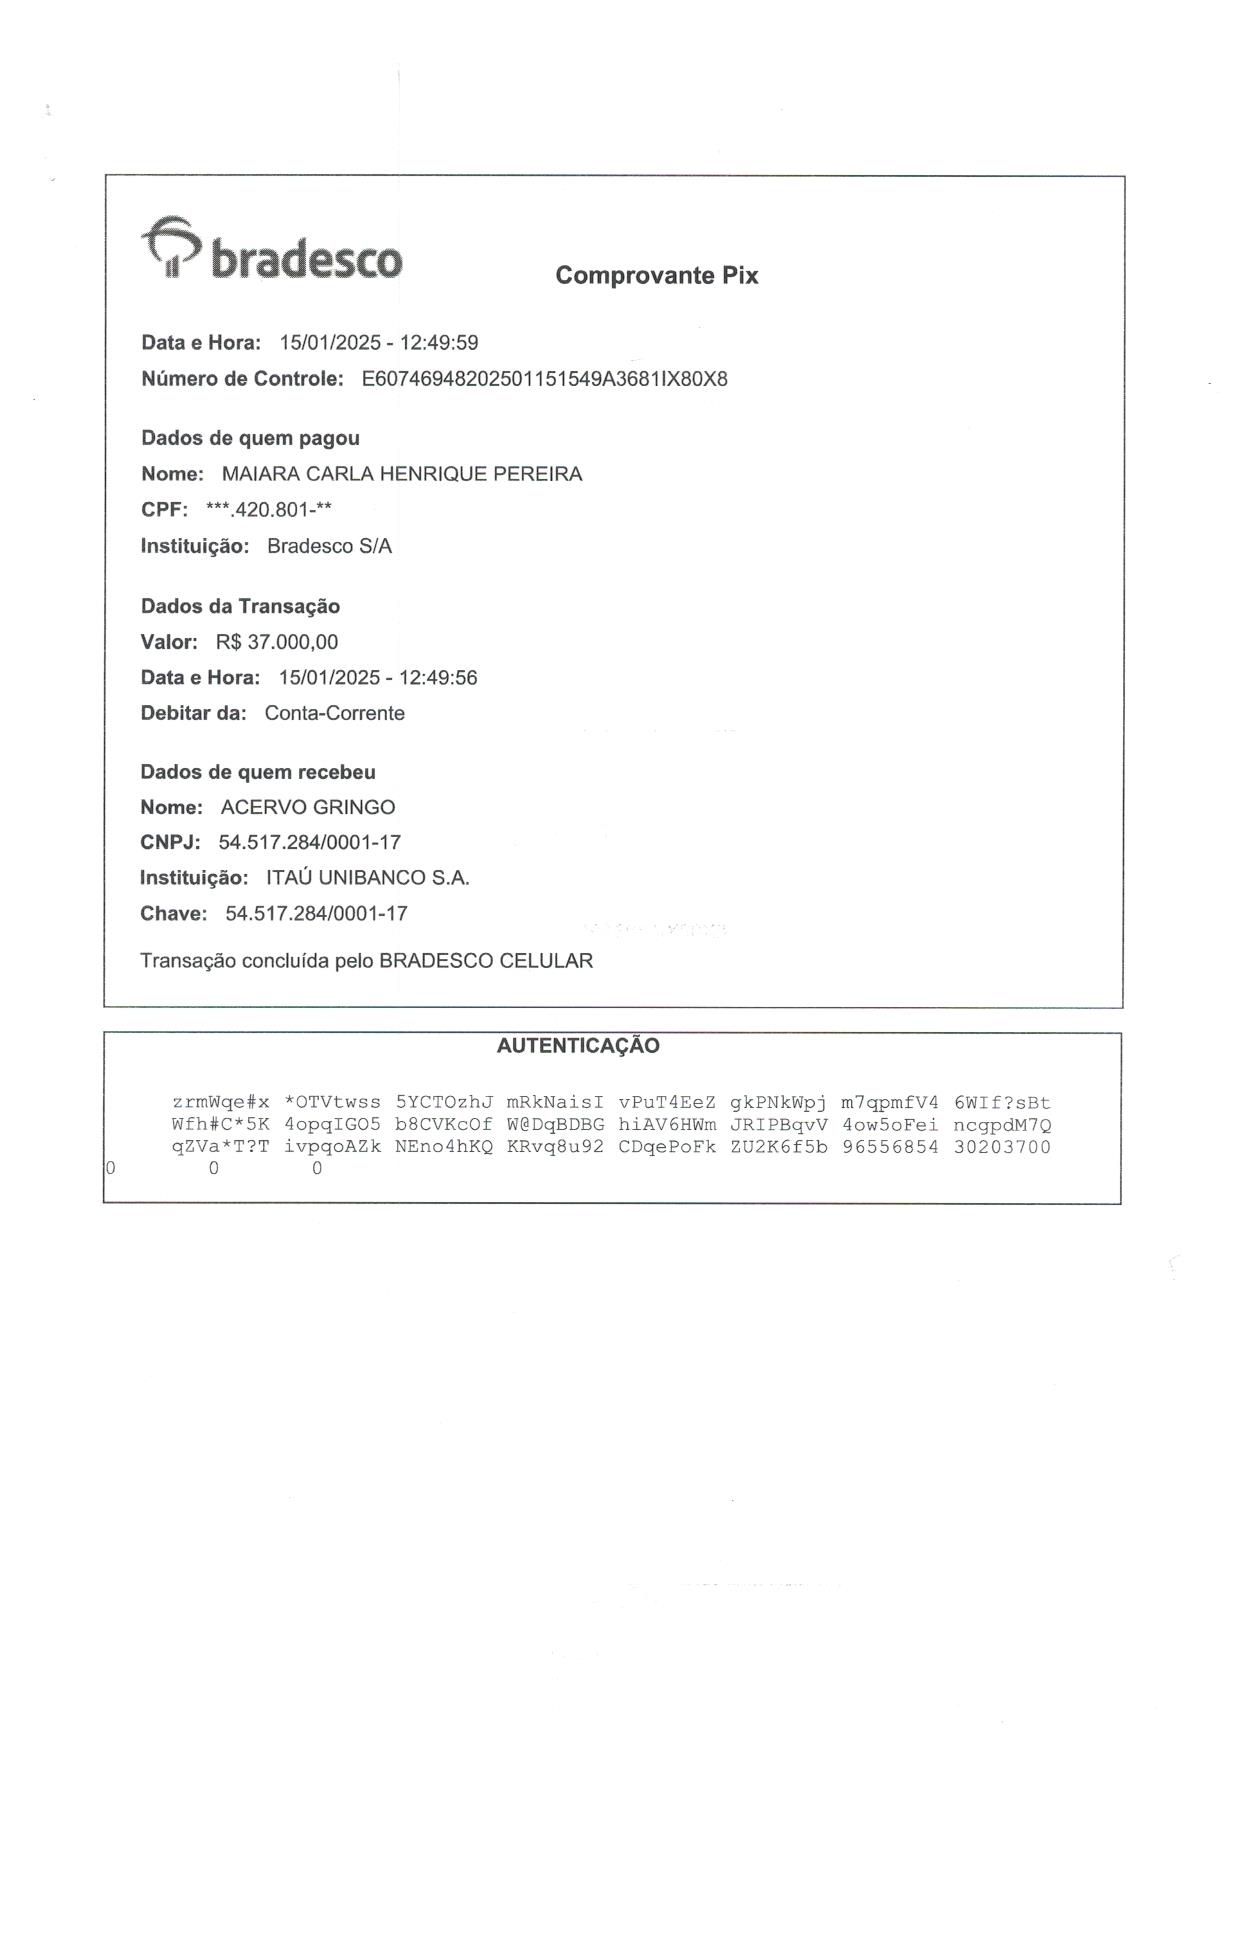 bradesco
Comprovante Pix
Data e Hora: 15/01/2025 - 12:49:59
Número de Controle: E60746948202501151549A3681IX80X8
Dados de quem pagou
Nome: MAIARA CARLA HENRIQUE PEREIRA
CPF: ***.420.801-**
Instituição: Bradesco S/A
Dados da Transação
Valor: R$ 37.000,00
Data e Hora: 15/01/2025 - 12:49:56
Debitar da: Conta-Corrente
Dados de quem recebeu
Nome: ACERVO GRINGO
CNPJ: 54.517.284/0001-17
Instituição: ITAÚ UNIBANCO S.A.
Chave: 54.517.284/0001-17
Transação concluída pelo BRADESCO CELULAR
AUTENTICAÇÃO
zrmWqe#x *OTVtwss 5YCTOzhJ mRkNaisI vPuT4EeZ gkPNkWpj m7qpmfV4 6WIf?sBt
Wfh#C*5K 4opqIGO5 b8CVKcOf W@DqBDBG hiAV6HWm JRIPBqvV 4ow5oFei ncgpdM7Q
qZVa*T?T ivpqoAZk NEno4hKQ KRvq8u92 CDqePoFk ZU2K6f5b 96556854 30203700
0 0 0